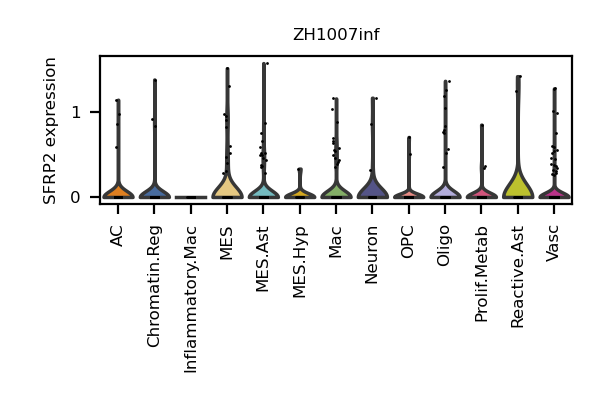 ZH1007inf
SFRP2 expression
1
0
AC
Chromatin.Reg
Inflammatory.Mac
MES
MES.Ast
MES.Hyp
Mac
Neuron
OPC
Oligo
Prolif.Metab
Reactive.Ast
Vasc